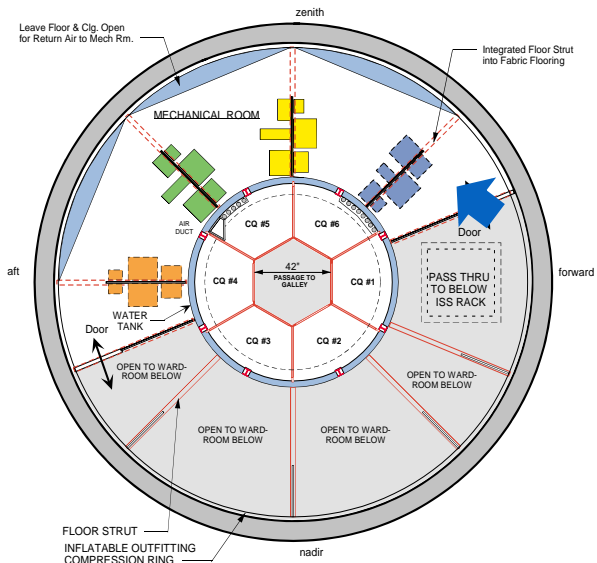 zenith
Leave Floor & Clg. Open
for Return Air to Mech Rm.
Integrated Floor Strut
into Fabric Flooring
MECHANICAL ROOM
AIR
DUCT
CQ #5
CQ #6
Door
aft
CQ #4
42"
PASSAGE TO
GALLEY
CQ #1
PASS THRU
TO BELOW
ISS RACK
forward
WATER
TANK
Door
CQ #3
CQ #2
OPEN TO WARD-
ROOM BELOW
OPEN TO WARD-
ROOM BELOW
OPEN TO WARD-
ROOM BELOW
OPEN TO WARD-
ROOM BELOW
FLOOR STRUT
INFLATABLE OUTFITTING
COMPRESSION RING
nadir